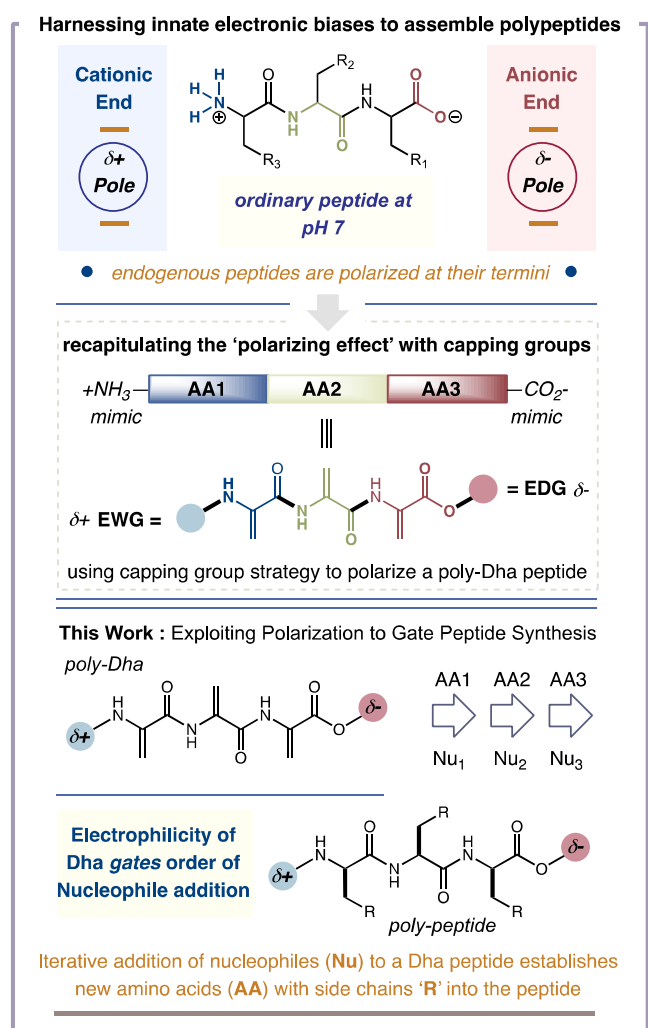 Harnessing innate electronic biases to assemble polypeptides
Cationic
End
δ+
Pole
H
H
N
H
⊕
O
R2
H
N
O
N
H
O
O⊖
R3
R1
ordinary peptide at
pH 7
Anionic
End
δ-
Pole
• endogenous peptides are polarized at their termini •
recapitulating the ‘polarizing effect’ with capping groups
+NH3
mimic
AA1
AA2
AA3
CO2-
mimic
δ+ EWG =
H
N
O
N
H
O
H
N
O
O
= EDG δ-
using capping group strategy to polarize a poly-Dha peptide
This Work : Exploiting Polarization to Gate Peptide Synthesis
poly-Dha
δ+
H
N
O
N
H
O
H
N
O
O
δ-
AA1 AA2 AA3
Nu1 Nu2 Nu3
Electrophilicity of
Dha gates order of
Nucleophile addition
δ+
H
N
O
R
N
H
R
O
H
N
O
O
R
δ-
poly-peptide
Iterative addition of nucleophiles (Nu) to a Dha peptide establishes
new amino acids (AA) with side chains ‘R’ into the peptide